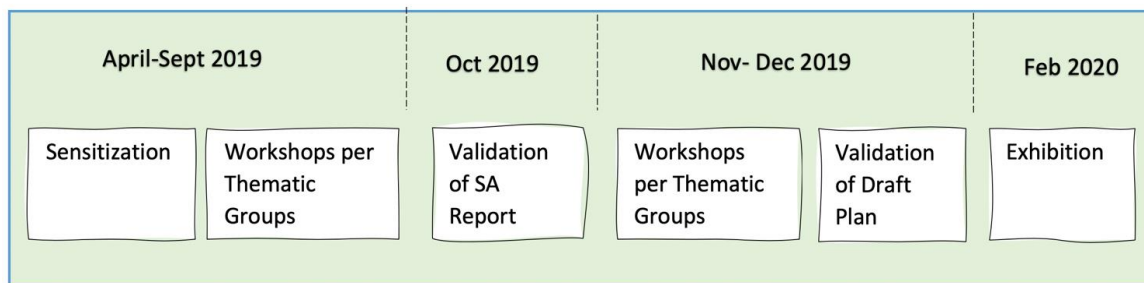 April-Sept 2019
Oct 2019
Nov- Dec 2019
Feb 2020
Sensitization
Workshops per
Thematic
Groups
Validation
of SA
Report
Workshops
per Thematic
Groups
Validation
of Draft
Plan
Exhibition